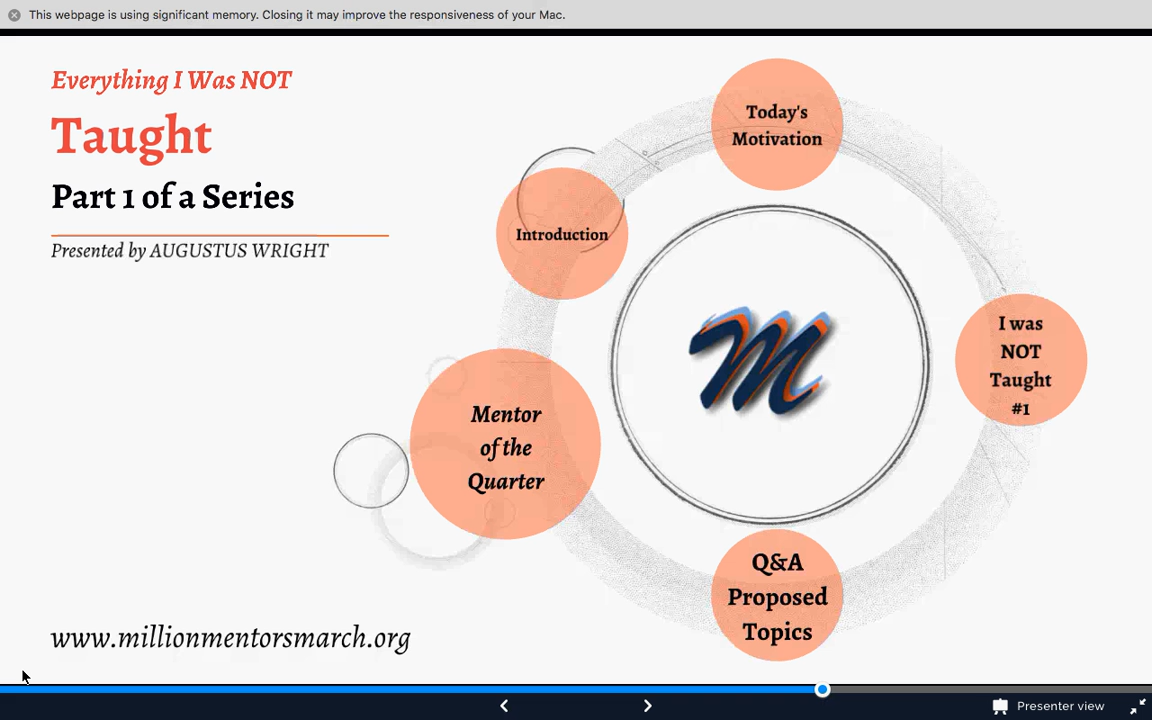 This webpage is using significant memory. Closing it may improve the responsiveness of your Mac.
Everything I Was NOT
Taught
Part 1 of a Series
Presented by AUGUSTUS WRIGHT
Today's
Motivation
Introduction
I was
NOT
Taught
#1
Mentor
of the
Quarter
Q&A
Proposed
Topics
www.millionmentorsmarch.org
Presenter view